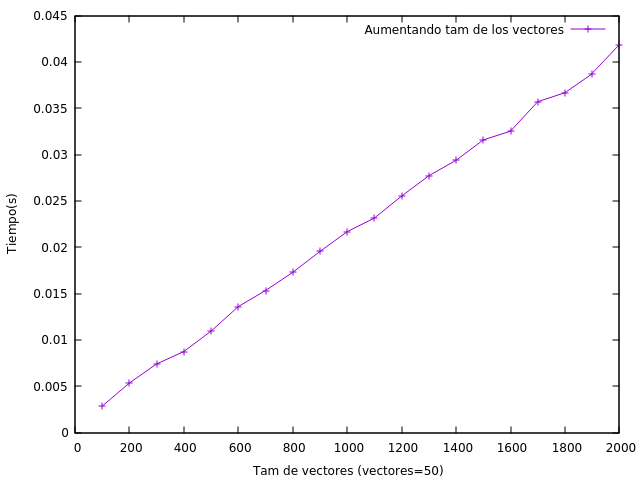 0.045
Aumentando tam de los vectores
0.04
0.035
0.03
0.025
0.02
0.015
0.01
0.005
0
Tiempo(s)
0 200 400 600 800 1000 1200 1400 1600 1800 2000
Tam de vectores (vectores=50)